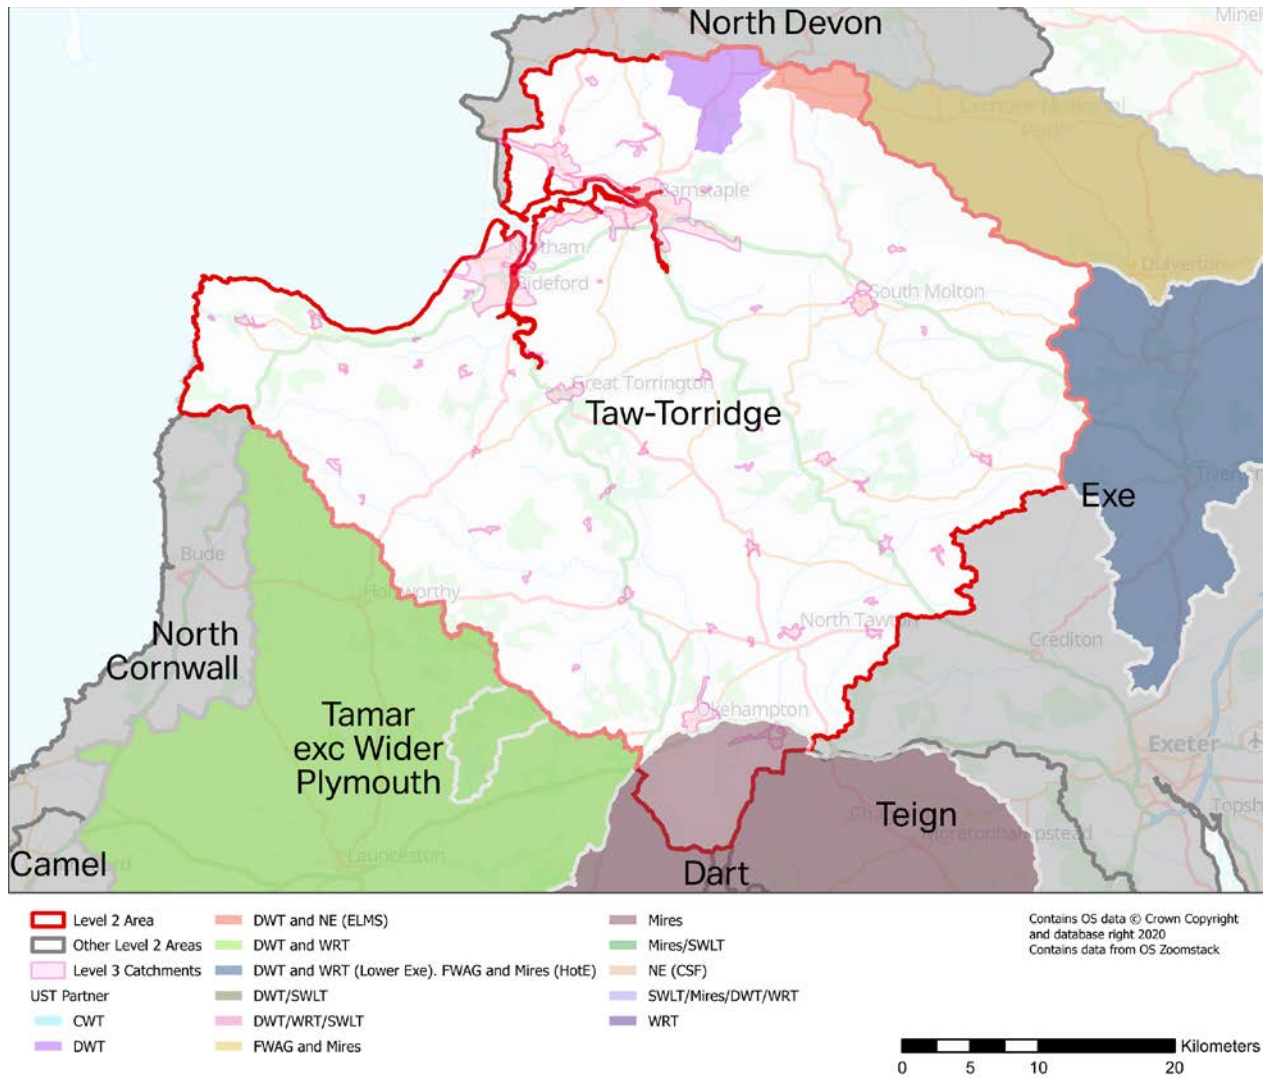 North Devon
Exmoor National
Park
Barnstaple
Northam
Bideford
Dulverton
South Molton
Great Torrington
Taw-Torridge
Exe
Bude
Holsworthy
North Tawton
Crediton
North
Cornwall
Okehampton
Tamar
exc Wider
Plymouth
Exeter
Teign
Moretonhampstead
Launceston
Camel
Dart
Level 2 Area
Other Level 2 Areas
Level 3 Catchments
UST Partner
CWT
DWT
DWT and NE (ELMS)
DWT and WRT
DWT and WRT (Lower Exe). FWAG and Mires (HotE)
DWT/SWLT
DWT/WRT/SWLT
FWAG and Mires
Mires
Mires/SWLT
NE (CSF)
SWLT/Mires/DWT/WRT
WRT
Contains OS data © Crown Copyright
and database right 2020
Contains data from OS Zoomstack
Kilometers
0 5 10 20